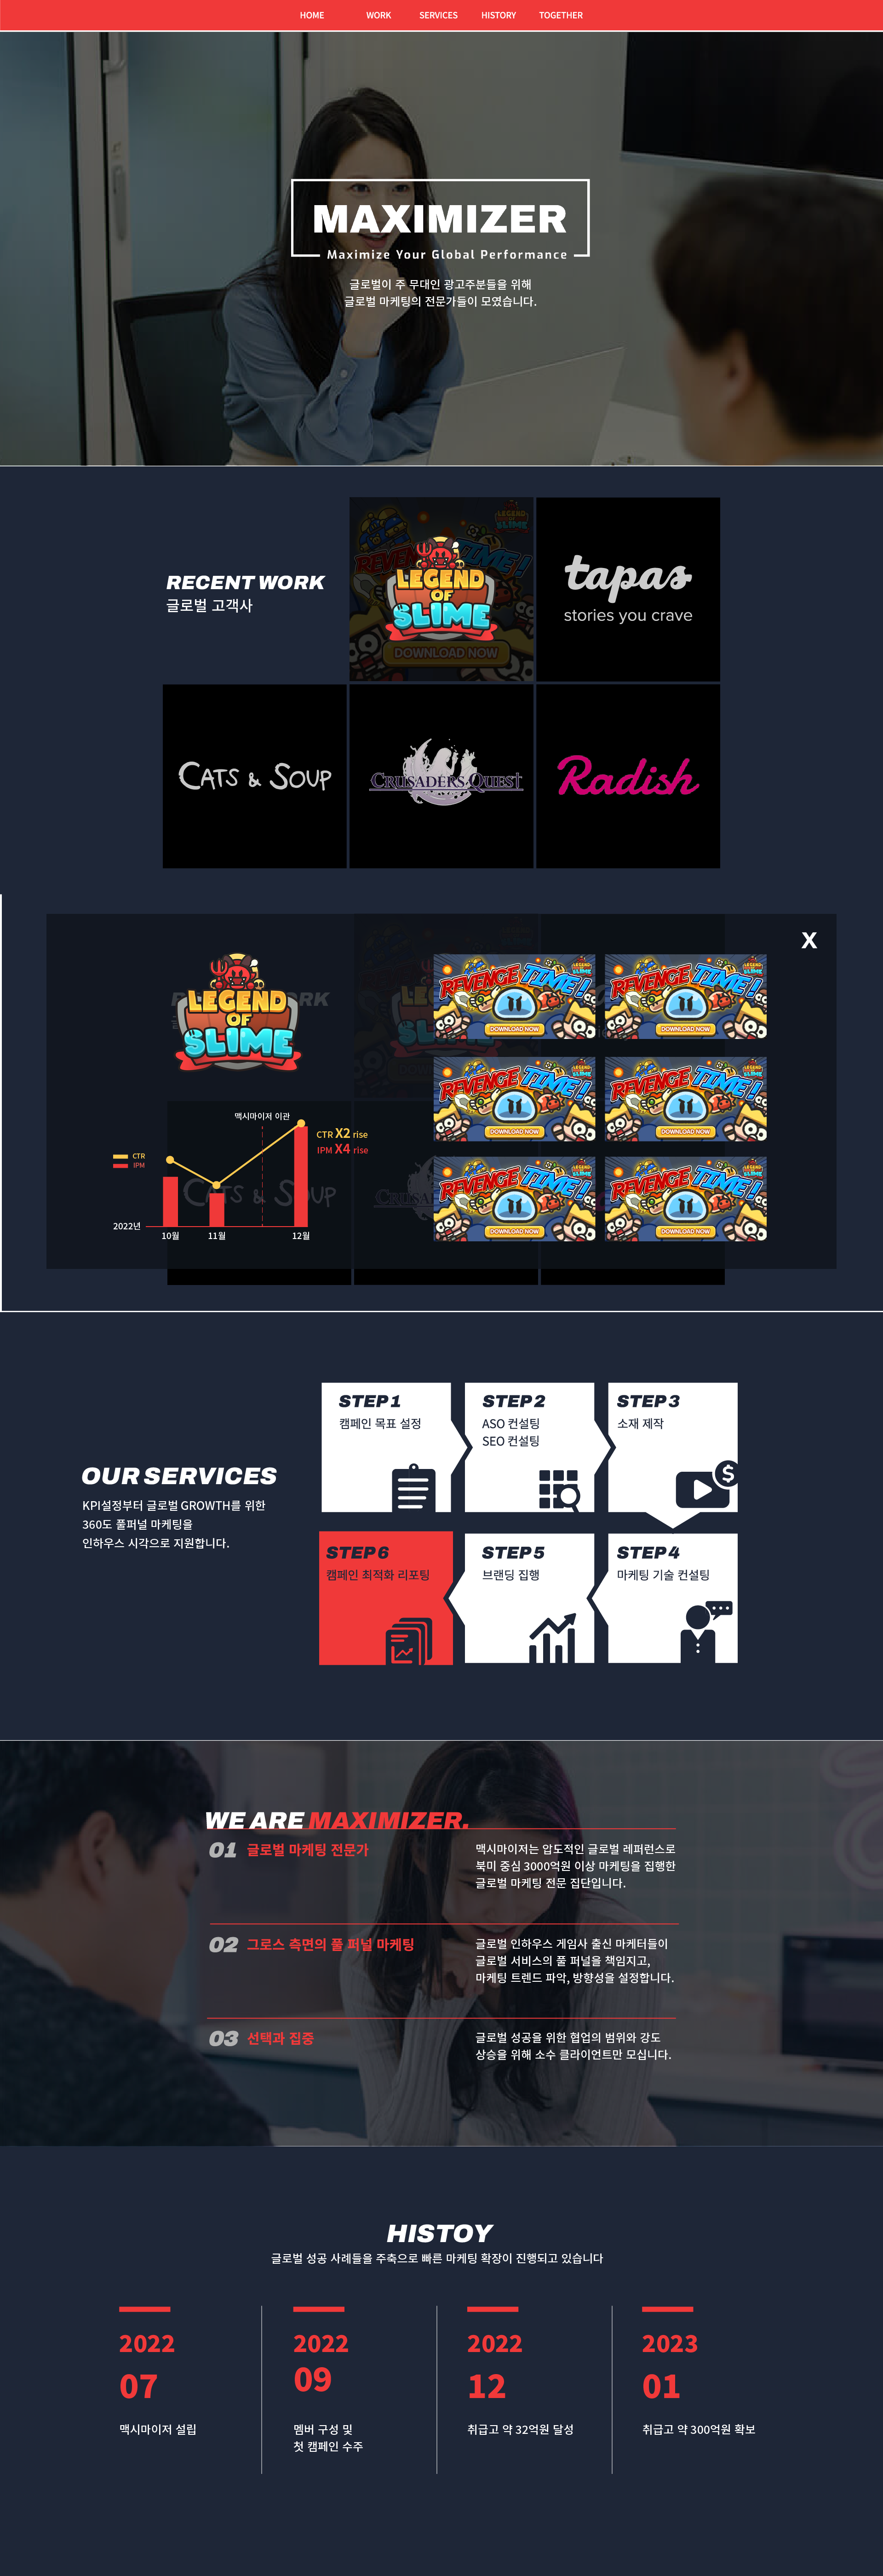 HOME WORK SERVICES HISTORY TOGETHER
MAXIMIZER
Maximize Your Global Performance
글로벌이 주 무대인 광고주분들을 위해
글로벌 마케팅의 전문가들이 모였습니다.
RECENT WORK
글로벌 고객사
LEGEND
OF
SLIME
REVENGE TIME!
DOWNLOAD NOW
LEGEND
SLIME
tapas
stories you crave
CATS & SOUP
CRUSADERS QUEST
Radish
X
LEGEND
OF
SLIME
REVENGE TIME!
DOWNLOAD NOW
REVENGE TIME!
DOWNLOAD NOW
REVENGE TIME!
DOWNLOAD NOW
REVENGE TIME!
DOWNLOAD NOW
REVENGE TIME!
DOWNLOAD NOW
REVENGE TIME!
DOWNLOAD NOW
맥시마이저 이관
CTR X2 rise
IPM X4 rise
CTR
IPM
CATS & SOUP
2022년
10월 11월 12월
OUR SERVICES
KPI설정부터 글로벌 GROWTH를 위한
360도 풀퍼널 마케팅을
인하우스 시각으로 지원합니다.
STEP 1
캠페인 목표 설정
STEP 2
ASO 컨설팅
SEO 컨설팅
STEP 3
소재 제작
STEP 6
캠페인 최적화 리포팅
STEP 5
브랜딩 집행
STEP 4
마케팅 기술 컨설팅
WE ARE MAXIMIZER.
01 글로벌 마케팅 전문가
맥시마이저는 압도적인 글로벌 레퍼런스로
북미 중심 3000억원 이상 마케팅을 집행한
글로벌 마케팅 전문 집단입니다.
02 그로스 측면의 풀 퍼널 마케팅
글로벌 인하우스 게임사 출신 마케터들이
글로벌 서비스의 풀 퍼널을 책임지고,
마케팅 트렌드 파악, 방향성을 설정합니다.
03 선택과 집중
글로벌 성공을 위한 협업의 범위와 강도
상승을 위해 소수 클라이언트만 모십니다.
HISTOY
글로벌 성공 사례들을 주축으로 빠른 마케팅 확장이 진행되고 있습니다
2022
07
맥시마이저 설립
2022
09
멤버 구성 및
첫 캠페인 수주
2022
12
취급고 약 32억원 달성
2023
01
취급고 약 300억원 확보